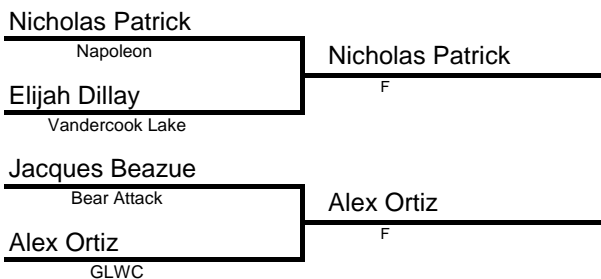 Nicholas Patrick
Napoleon
Nicholas Patrick
F
Elijah Dillay
Vandercook Lake
Jacques Beazue
Bear Attack
Alex Ortiz
F
Alex Ortiz
GLWC